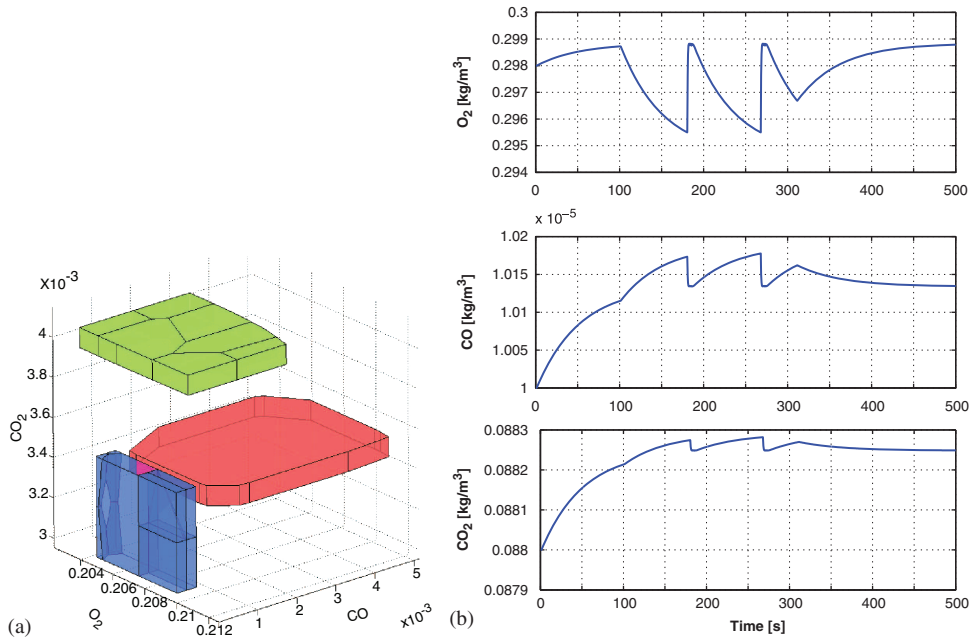 X10⁻³
4
3.8
3.6
3.4
3.2
3
CO₂
0.204
0.206
0.208
0.21
0.212
O₂
1
2
3
4
5
CO
x10⁻³
(a)
0.3
0.299
0.298
0.297
0.296
0.295
0.294
O₂ [kg/m³]
0 100 200 300 400 500
x 10⁻⁵
1.02
1.015
1.01
1.005
1
CO [kg/m³]
0 100 200 300 400 500
0.0883
0.0882
0.0881
0.088
0.0879
CO₂ [kg/m³]
0 100 200 300 400 500
Time [s]
(b)